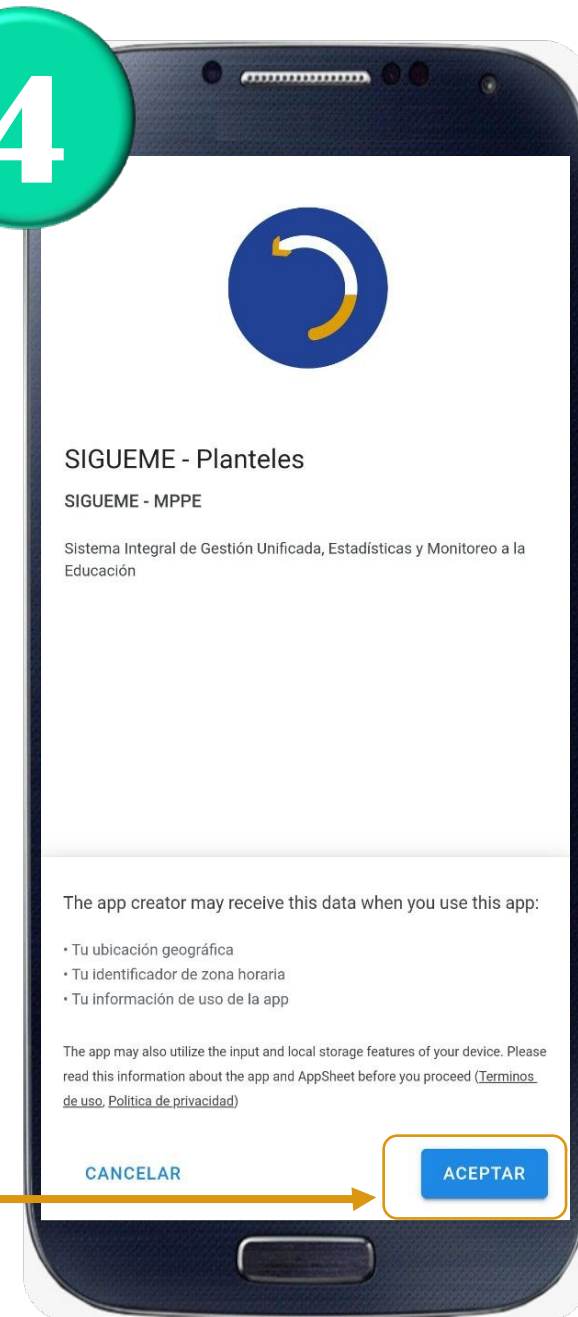 4
SIGUEME - Planteles
SIGUEME - MPPE
Sistema Integral de Gestión Unificada, Estadísticas y Monitoreo a la
Educación
The app creator may receive this data when you use this app:
• Tu ubicación geográfica
• Tu identificador de zona horaria
• Tu información de uso de la app
The app may also utilize the input and local storage features of your device. Please
read this information about the app and AppSheet before you proceed (Terminos
de uso, Politica de privacidad)
CANCELAR
ACEPTAR